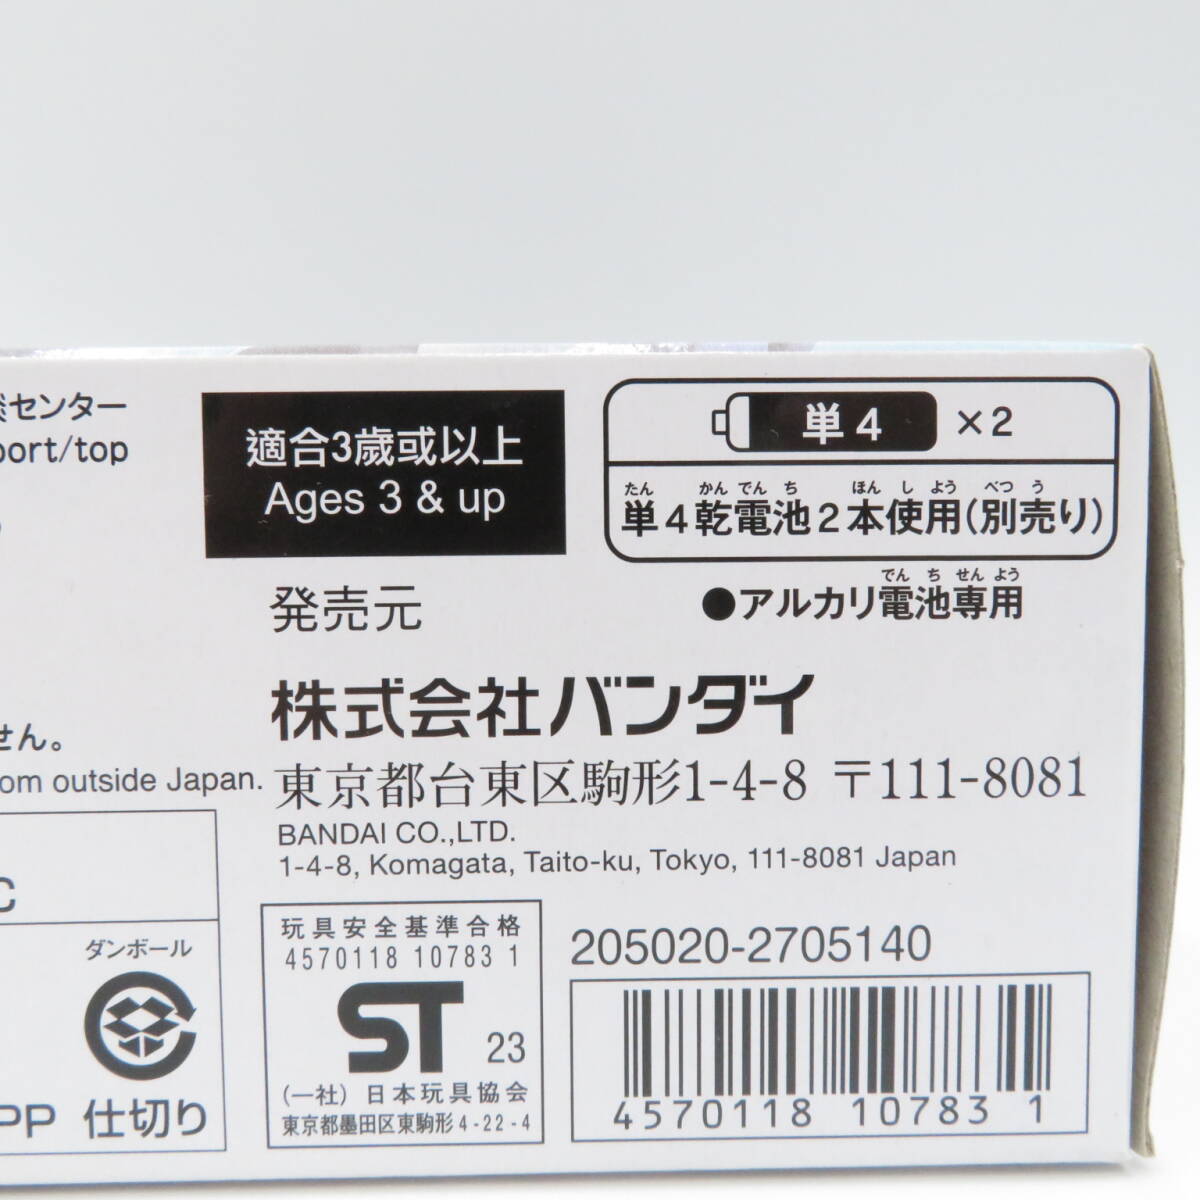 センター
port/top
せん。
om outside Japan.
C
ダンボール
PP 仕切り
適合3歳或以上
Ages 3 & up
単4 ×2
たん かん でん ち ほん し よう べつ う
単4乾電池2本使用(別売り)
でん ち せん よう
●アルカリ電池専用
発売元
株式会社バンダイ
東京都台東区駒形1-4-8 〒111-8081
BANDAI CO.,LTD.
1-4-8, Komagata, Taito-ku, Tokyo, 111-8081 Japan
玩具安全基準合格
4570118 10783 1
ST 23
(一社) 日本玩具協会
東京都墨田区東駒形4-22-4
205020-2705140
4570118 10783 1